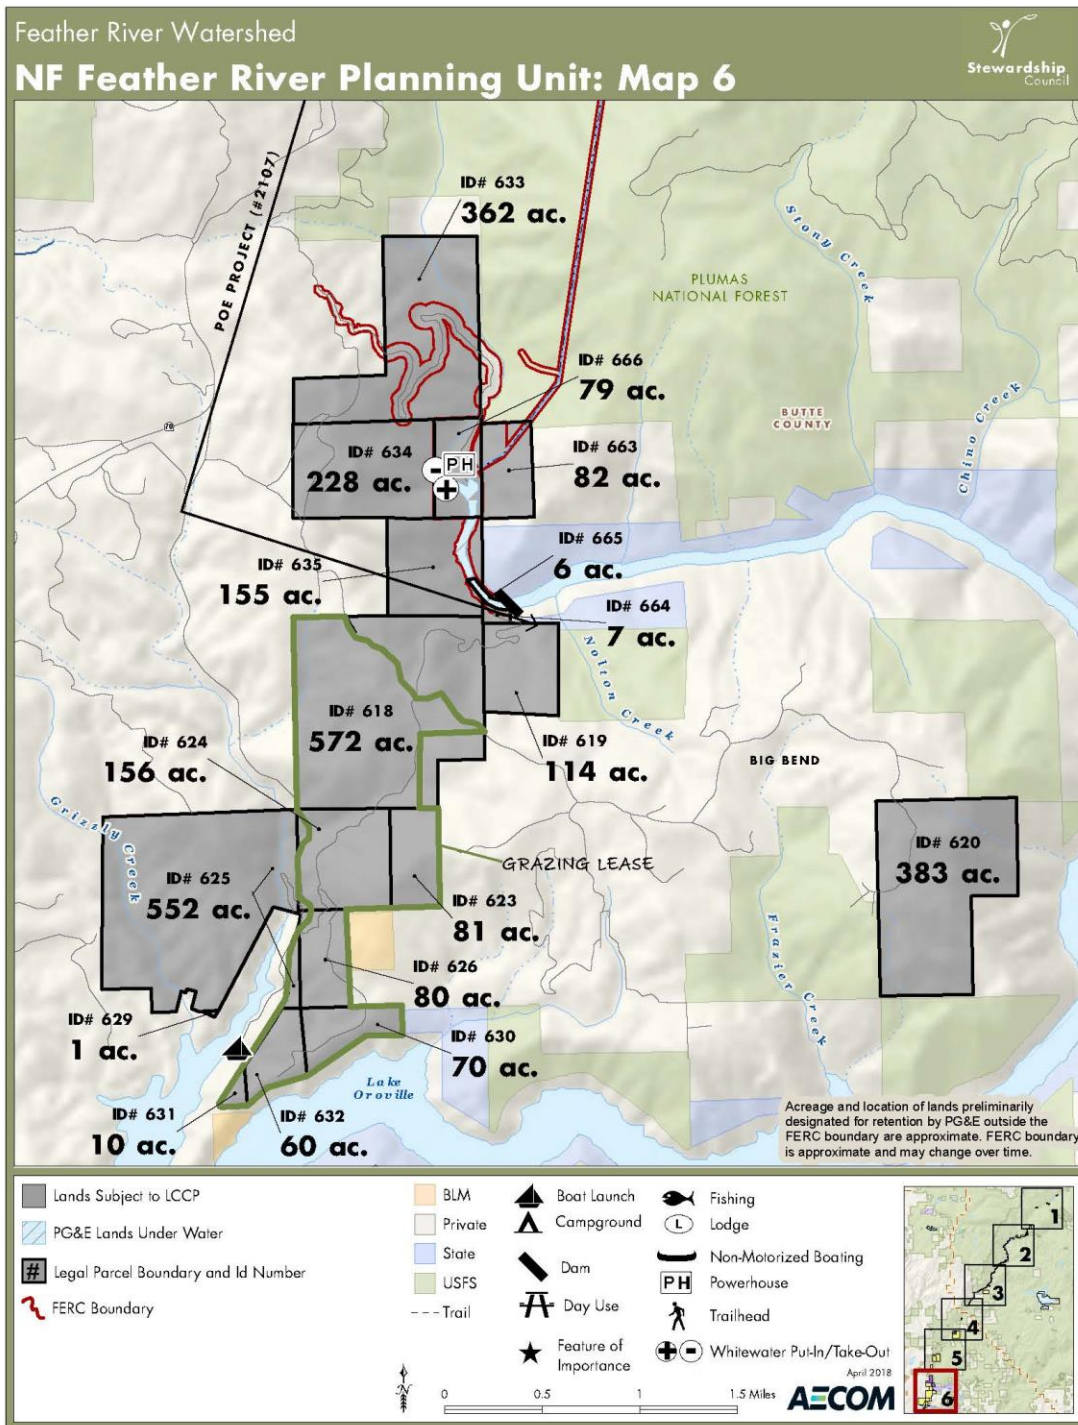 Feather River Watershed
NF Feather River Planning Unit: Map 6
Stewardship
Council
POE PROJECT (#2107)
ID# 633
362 ac.
Stony Creek
PLUMAS
NATIONAL FOREST
ID# 666
79 ac.
BUTTE
COUNTY
Chino Creek
70
ID# 634
228 ac.
PH
ID# 663
82 ac.
ID# 665
6 ac.
ID# 635
155 ac.
ID# 664
7 ac.
Nolton Creek
ID# 618
572 ac.
ID# 624
156 ac.
ID# 619
114 ac.
BIG BEND
Grizzly Creek
GRAZING LEASE
ID# 620
383 ac.
ID# 625
552 ac.
ID# 623
81 ac.
Frazier Creek
ID# 626
80 ac.
ID# 629
1 ac.
ID# 630
70 ac.
Lake
Oroville
ID# 631
10 ac.
ID# 632
60 ac.
Acreage and location of lands preliminarily
designated for retention by PG&E outside the
FERC boundary are approximate. FERC boundary
is approximate and may change over time.
Lands Subject to LCCP
PG&E Lands Under Water
# Legal Parcel Boundary and Id Number
FERC Boundary
BLM
Private
State
USFS
Trail
Boat Launch
Campground
Dam
Day Use
Feature of
Importance
Fishing
L Lodge
Non-Motorized Boating
PH Powerhouse
Trailhead
Whitewater Put-In/Take-Out
April 2018
AECOM
N
0 0.5 1 1.5 Miles
1
2
3
4
5
6